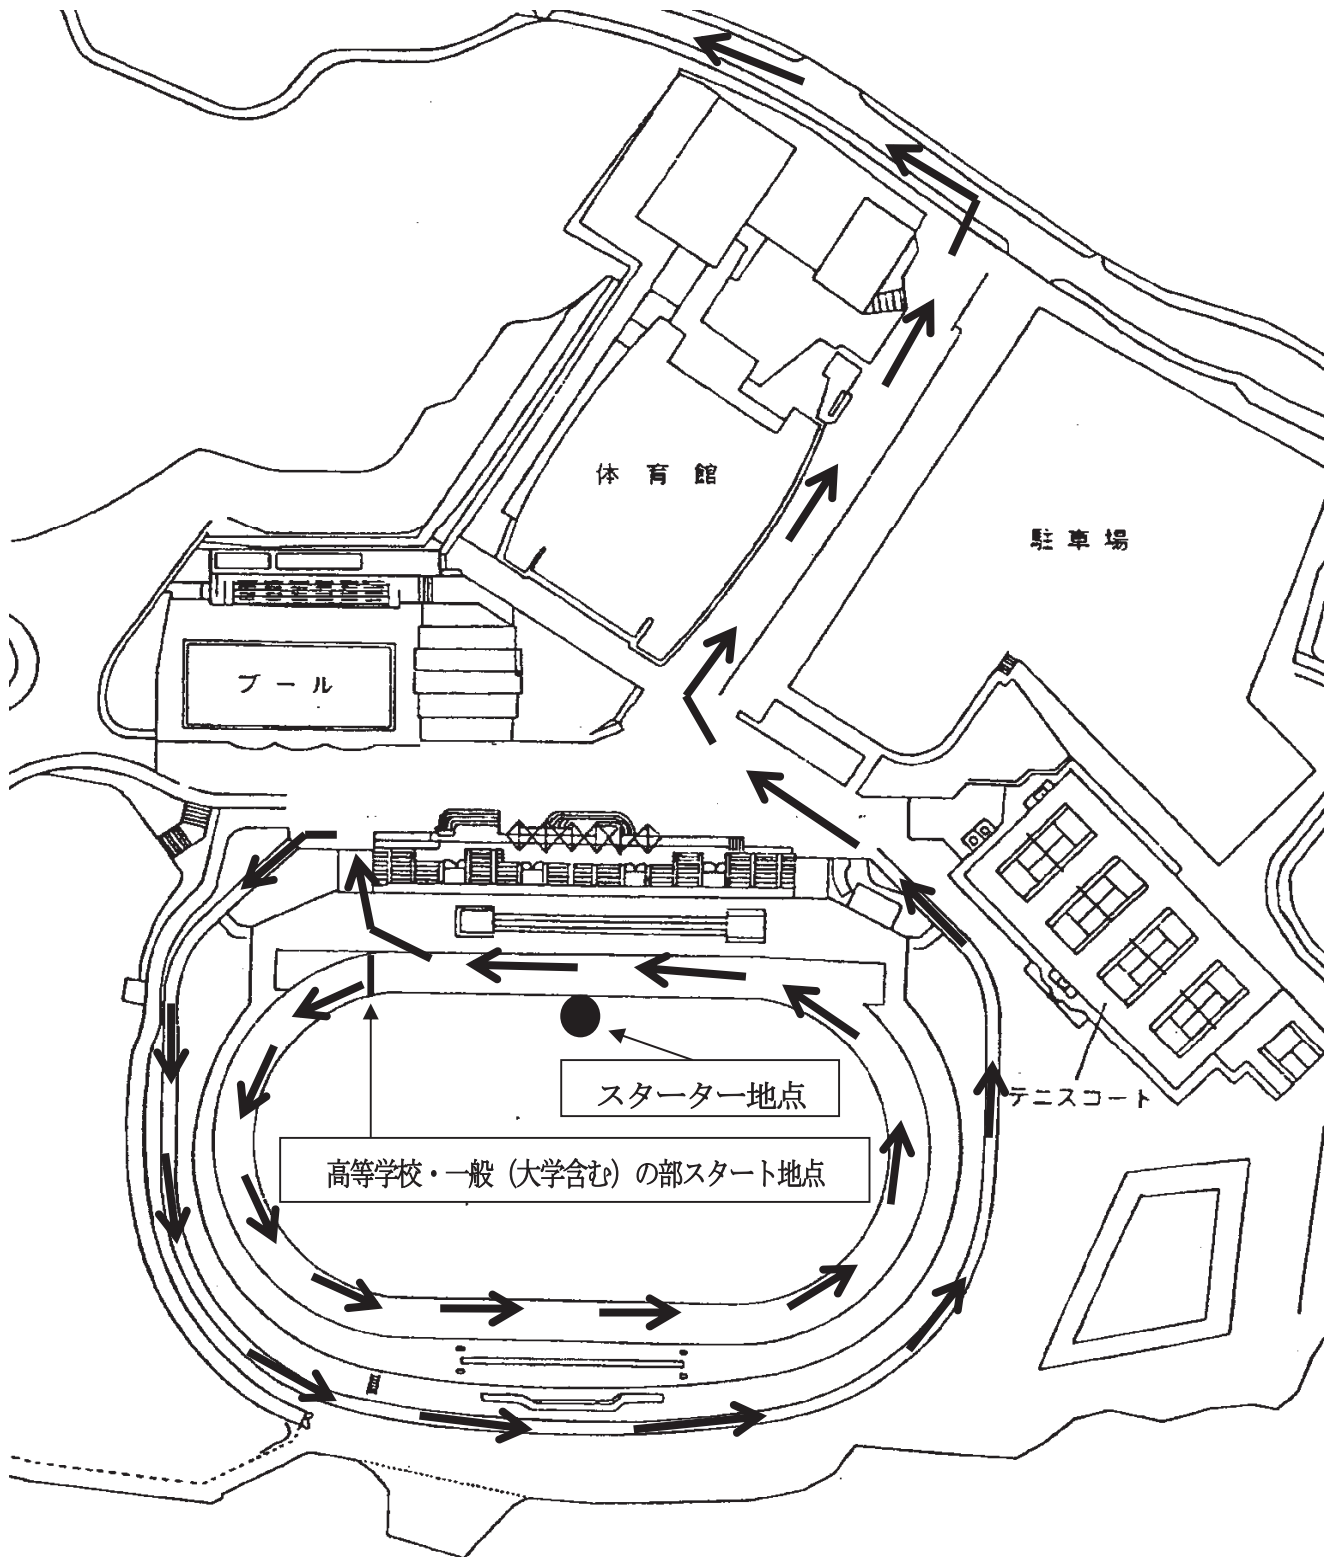 体育館
駐車場
プール
スターター地点
テニスコート
高等学校・一般（大学含む）の部スタート地点